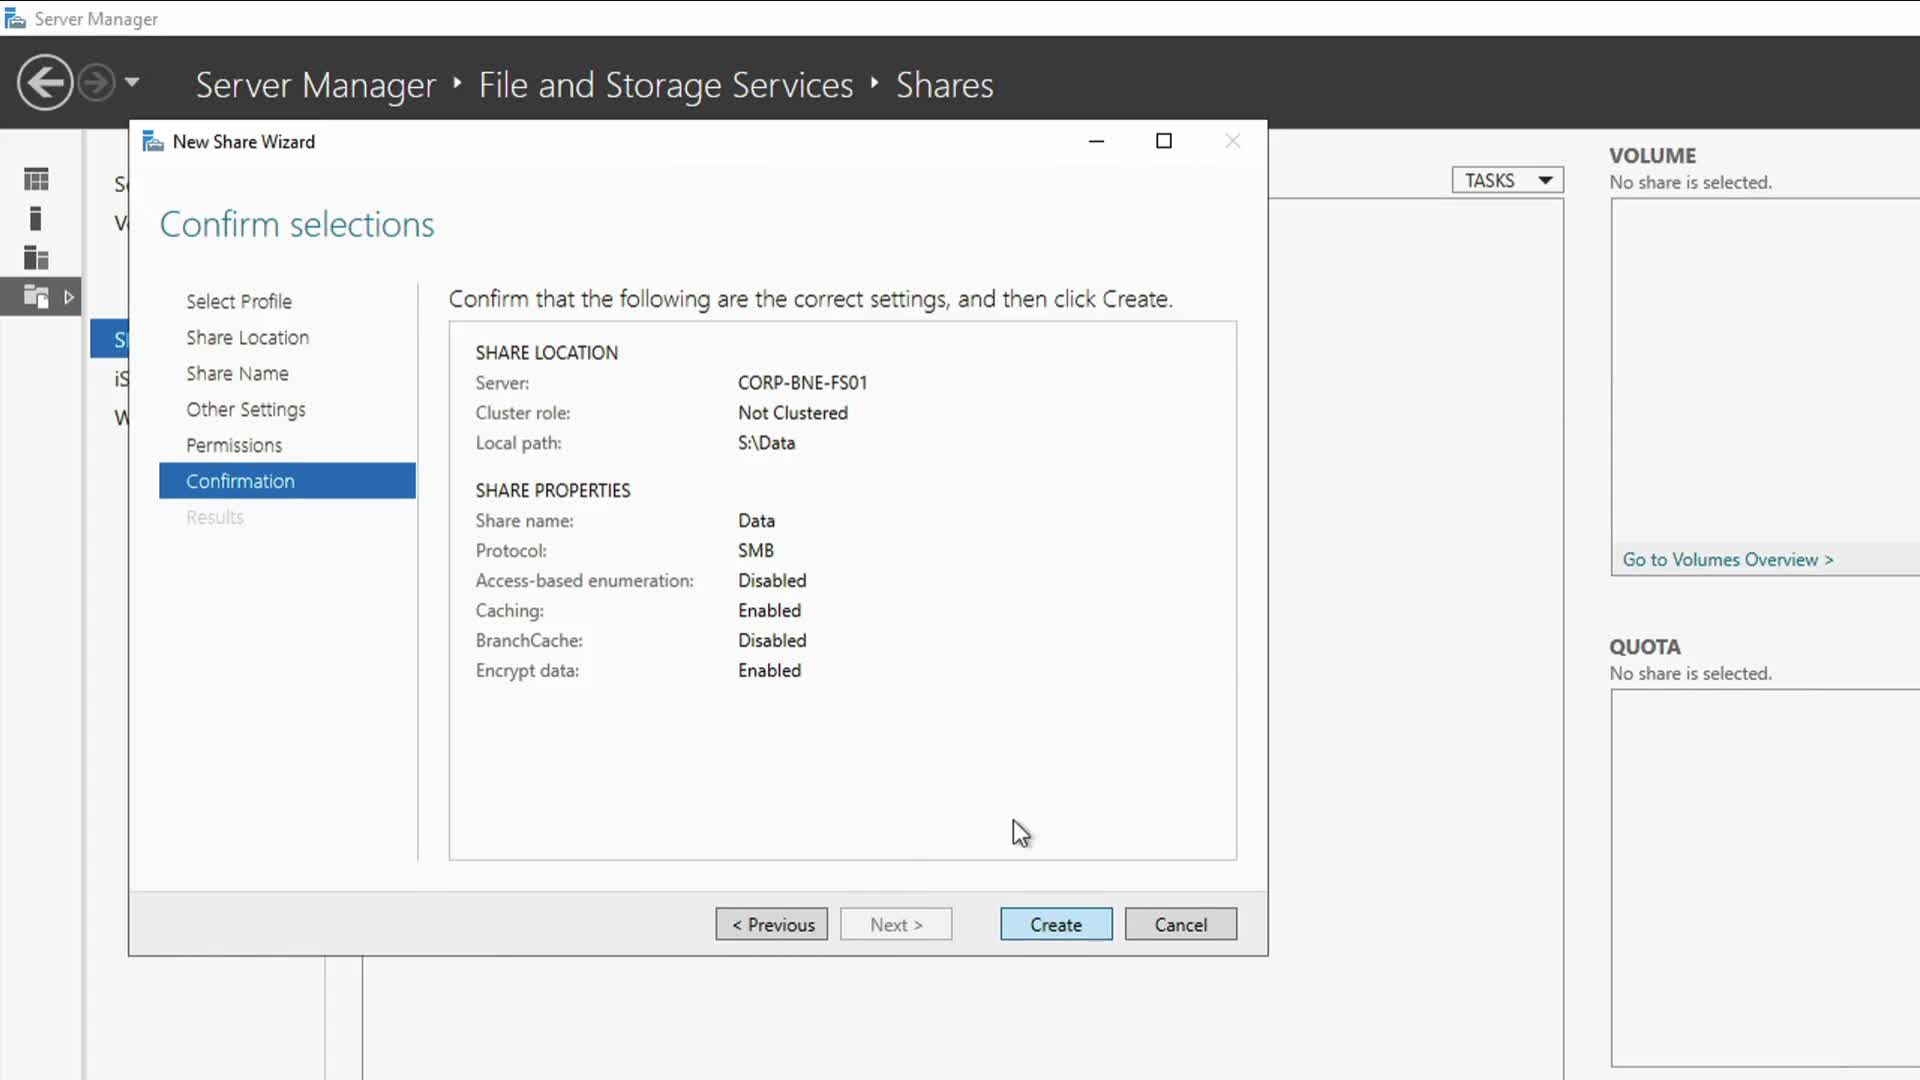 Server Manager
Server Manager ‣ File and Storage Services ‣ Shares
New Share Wizard
Confirm selections
Select Profile
Share Location
Share Name
Other Settings
Permissions
Confirmation
Results
Confirm that the following are the correct settings, and then click Create.
SHARE LOCATION
Server: CORP-BNE-FS01
Cluster role: Not Clustered
Local path: S:\Data
SHARE PROPERTIES
Share name: Data
Protocol: SMB
Access-based enumeration: Disabled
Caching: Enabled
BranchCache: Disabled
Encrypt data: Enabled
< Previous
Next >
Create
Cancel
TASKS
VOLUME
No share is selected.
Go to Volumes Overview >
QUOTA
No share is selected.